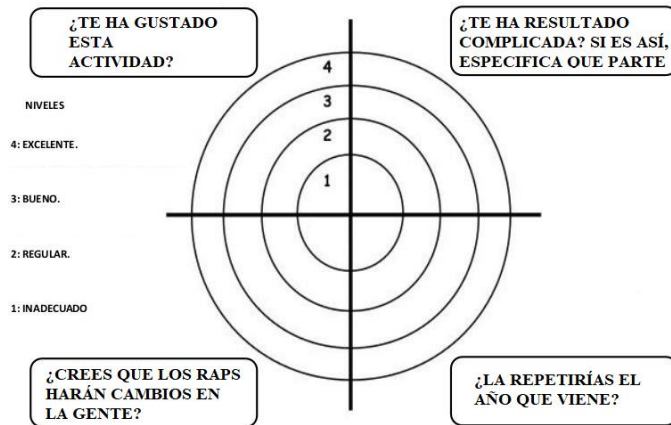 ¿TE HA GUSTADO
ESTA
ACTIVIDAD?
¿TE HA RESULTADO
COMPLICADA? SI ES ASÍ,
ESPECIFICA QUE PARTE
4
3
2
1
NIVELES
4: EXCELENTE.
3: BUENO.
2: REGULAR.
1: INADECUADO
¿CREES QUE LOS RAPS
HARÁN CAMBIOS EN
LA GENTE?
¿LA REPETIRÍAS EL
AÑO QUE VIENE?